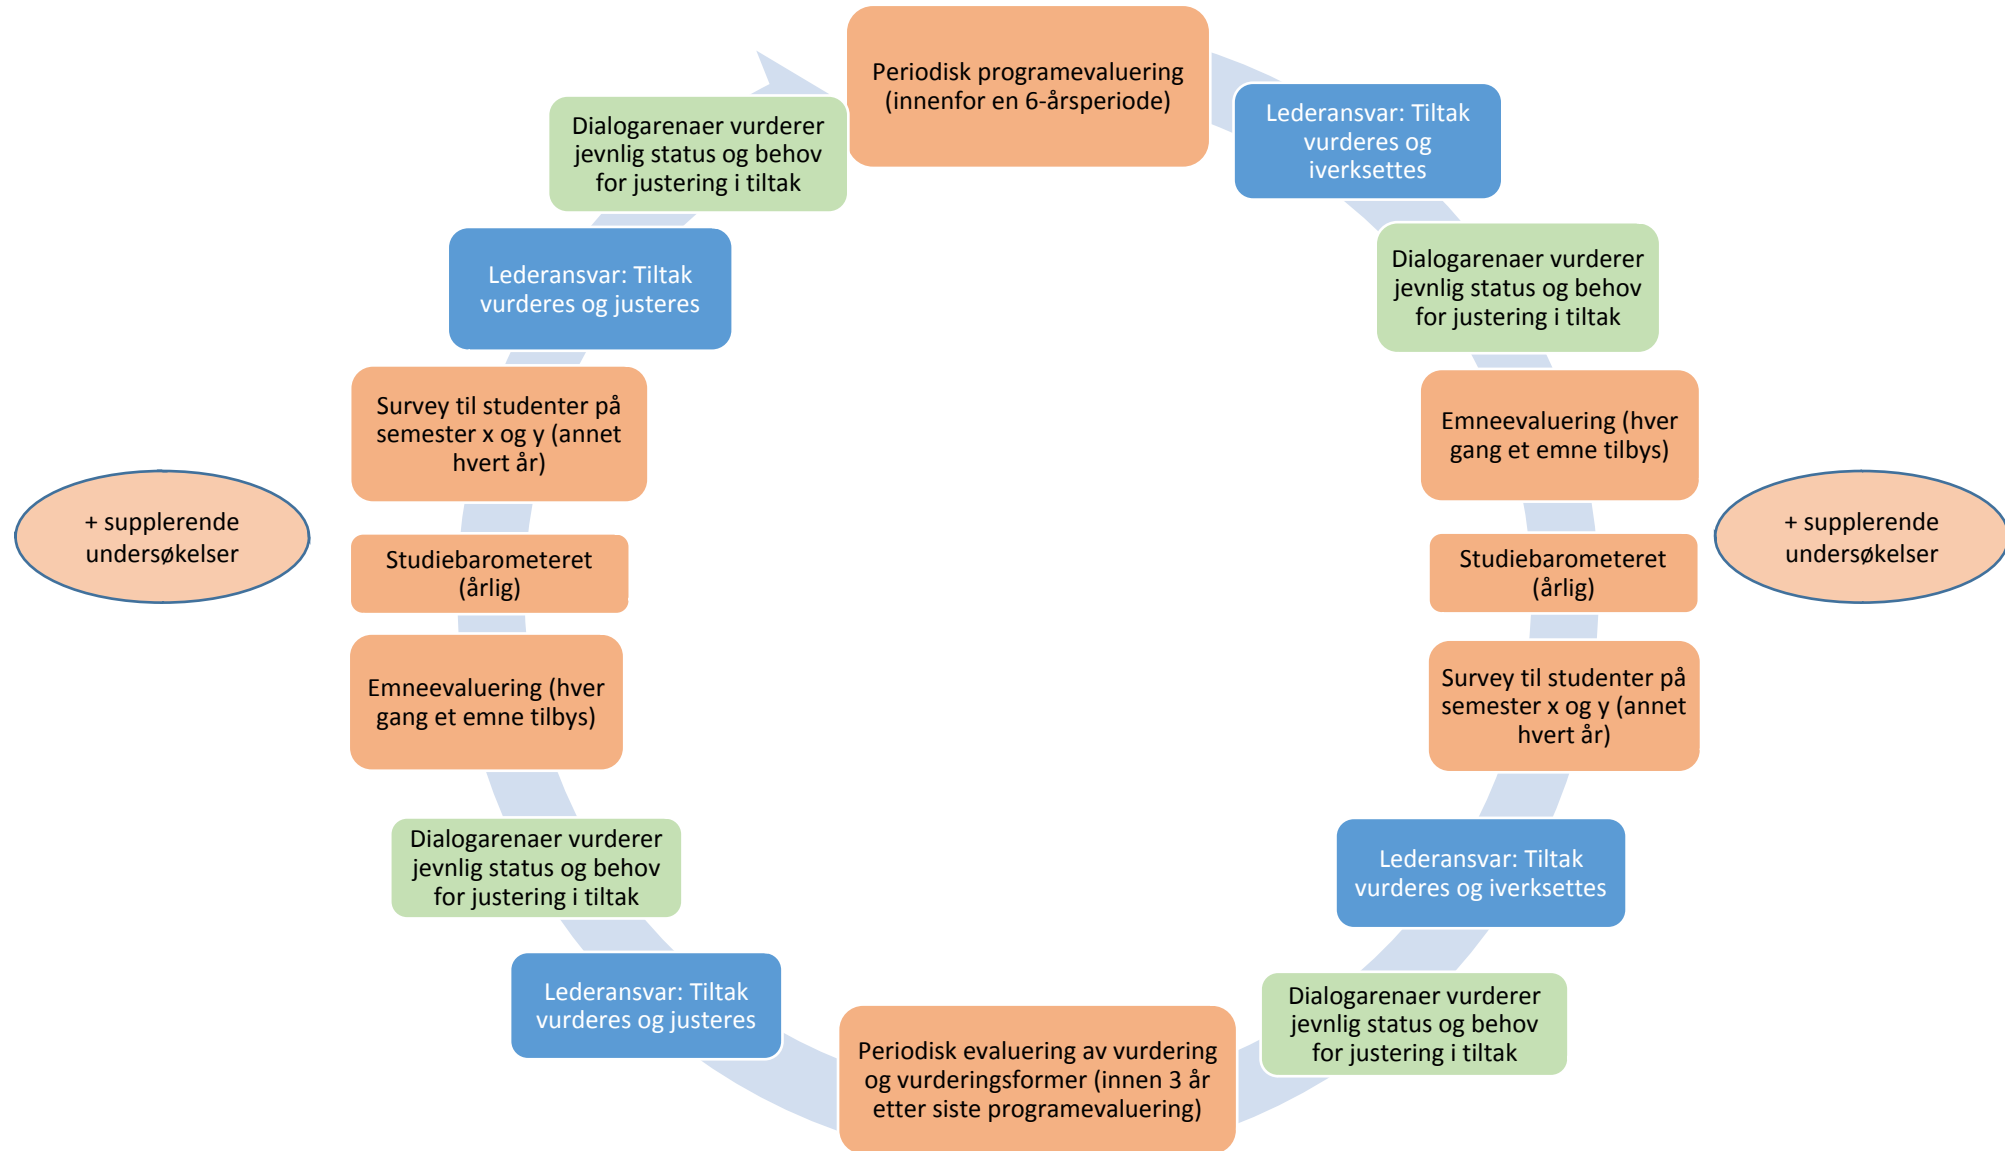 Periodisk programevaluering
(innenfor en 6-årsperiode)
Lederansvar: Tiltak
vurderes og
iverksettes
Dialogarenaer vurderer
jevnlig status og behov
for justering i tiltak
Emneevaluering (hver
gang et emne tilbys)
Studiebarometeret
(årlig)
+ supplerende
undersøkelser
Survey til studenter på
semester x og y (annet
hvert år)
Lederansvar: Tiltak
vurderes og iverksettes
Dialogarenaer vurderer
jevnlig status og behov
for justering i tiltak
Periodisk evaluering av vurdering
og vurderingsformer (innen 3 år
etter siste programevaluering)
Lederansvar: Tiltak
vurderes og justeres
Dialogarenaer vurderer
jevnlig status og behov
for justering i tiltak
Emneevaluering (hver
gang et emne tilbys)
Studiebarometeret
(årlig)
+ supplerende
undersøkelser
Survey til studenter på
semester x og y (annet
hvert år)
Lederansvar: Tiltak
vurderes og justeres
Dialogarenaer vurderer
jevnlig status og behov
for justering i tiltak